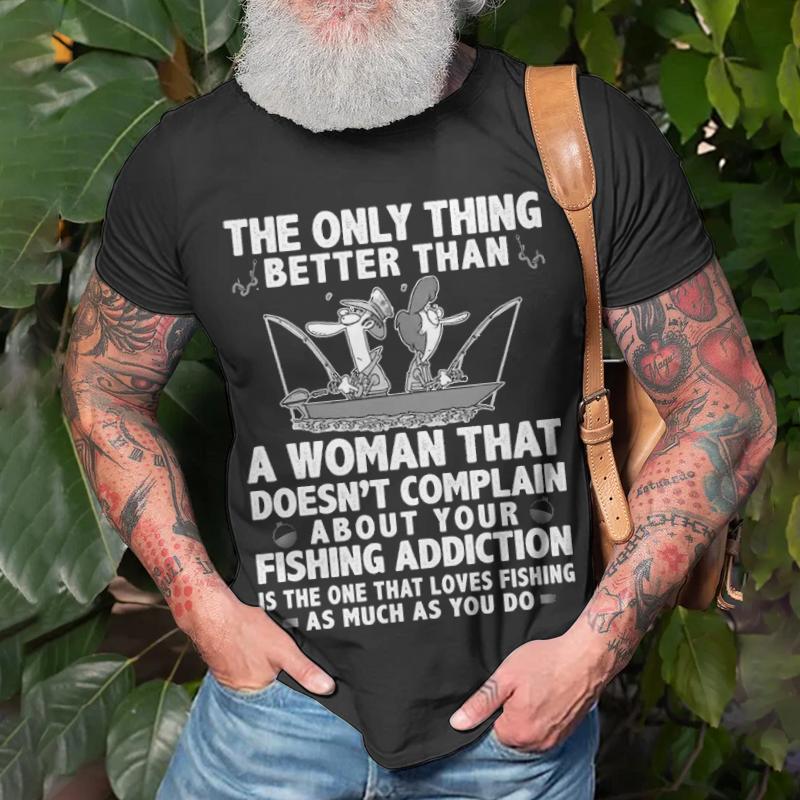 THE ONLY THING
BETTER THAN
A WOMAN THAT
DOESN'T COMPLAIN
ABOUT YOUR
FISHING ADDICTION
IS THE ONE THAT LOVES FISHING
AS MUCH AS YOU DO
Estuardo